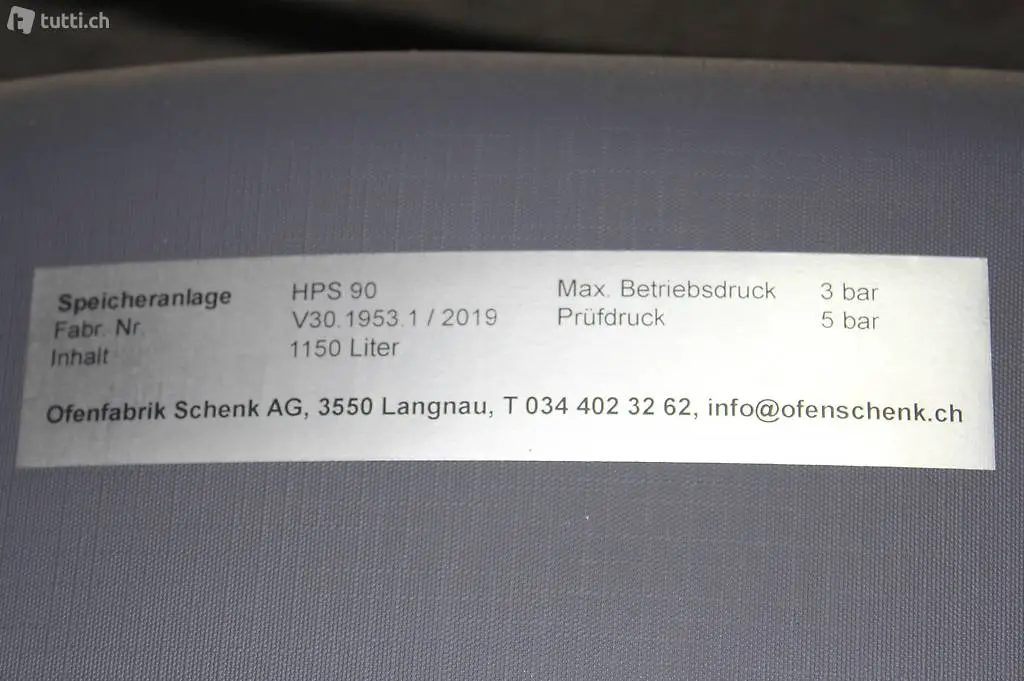 tutti.ch
Speicheranlage HPS 90 Max. Betriebsdruck 3 bar
Fabr. Nr. V30.1953.1 / 2019 Prüfdruck 5 bar
Inhalt 1150 Liter
Ofenfabrik Schenk AG, 3550 Langnau, T 034 402 32 62, info@ofenschenk.ch